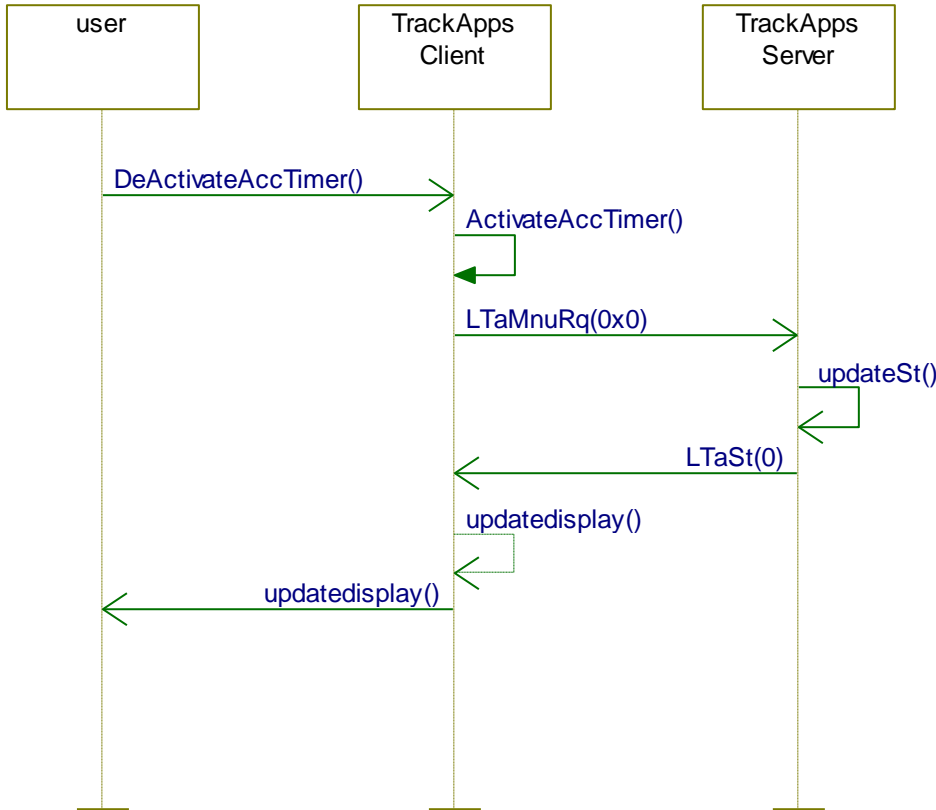 user
TrackApps
Client
TrackApps
Server
DeActivateAccTimer()
ActivateAccTimer()
LTaMnuRq(0x0)
updateSt()
LTaSt(0)
updatedisplay()
updatedisplay()